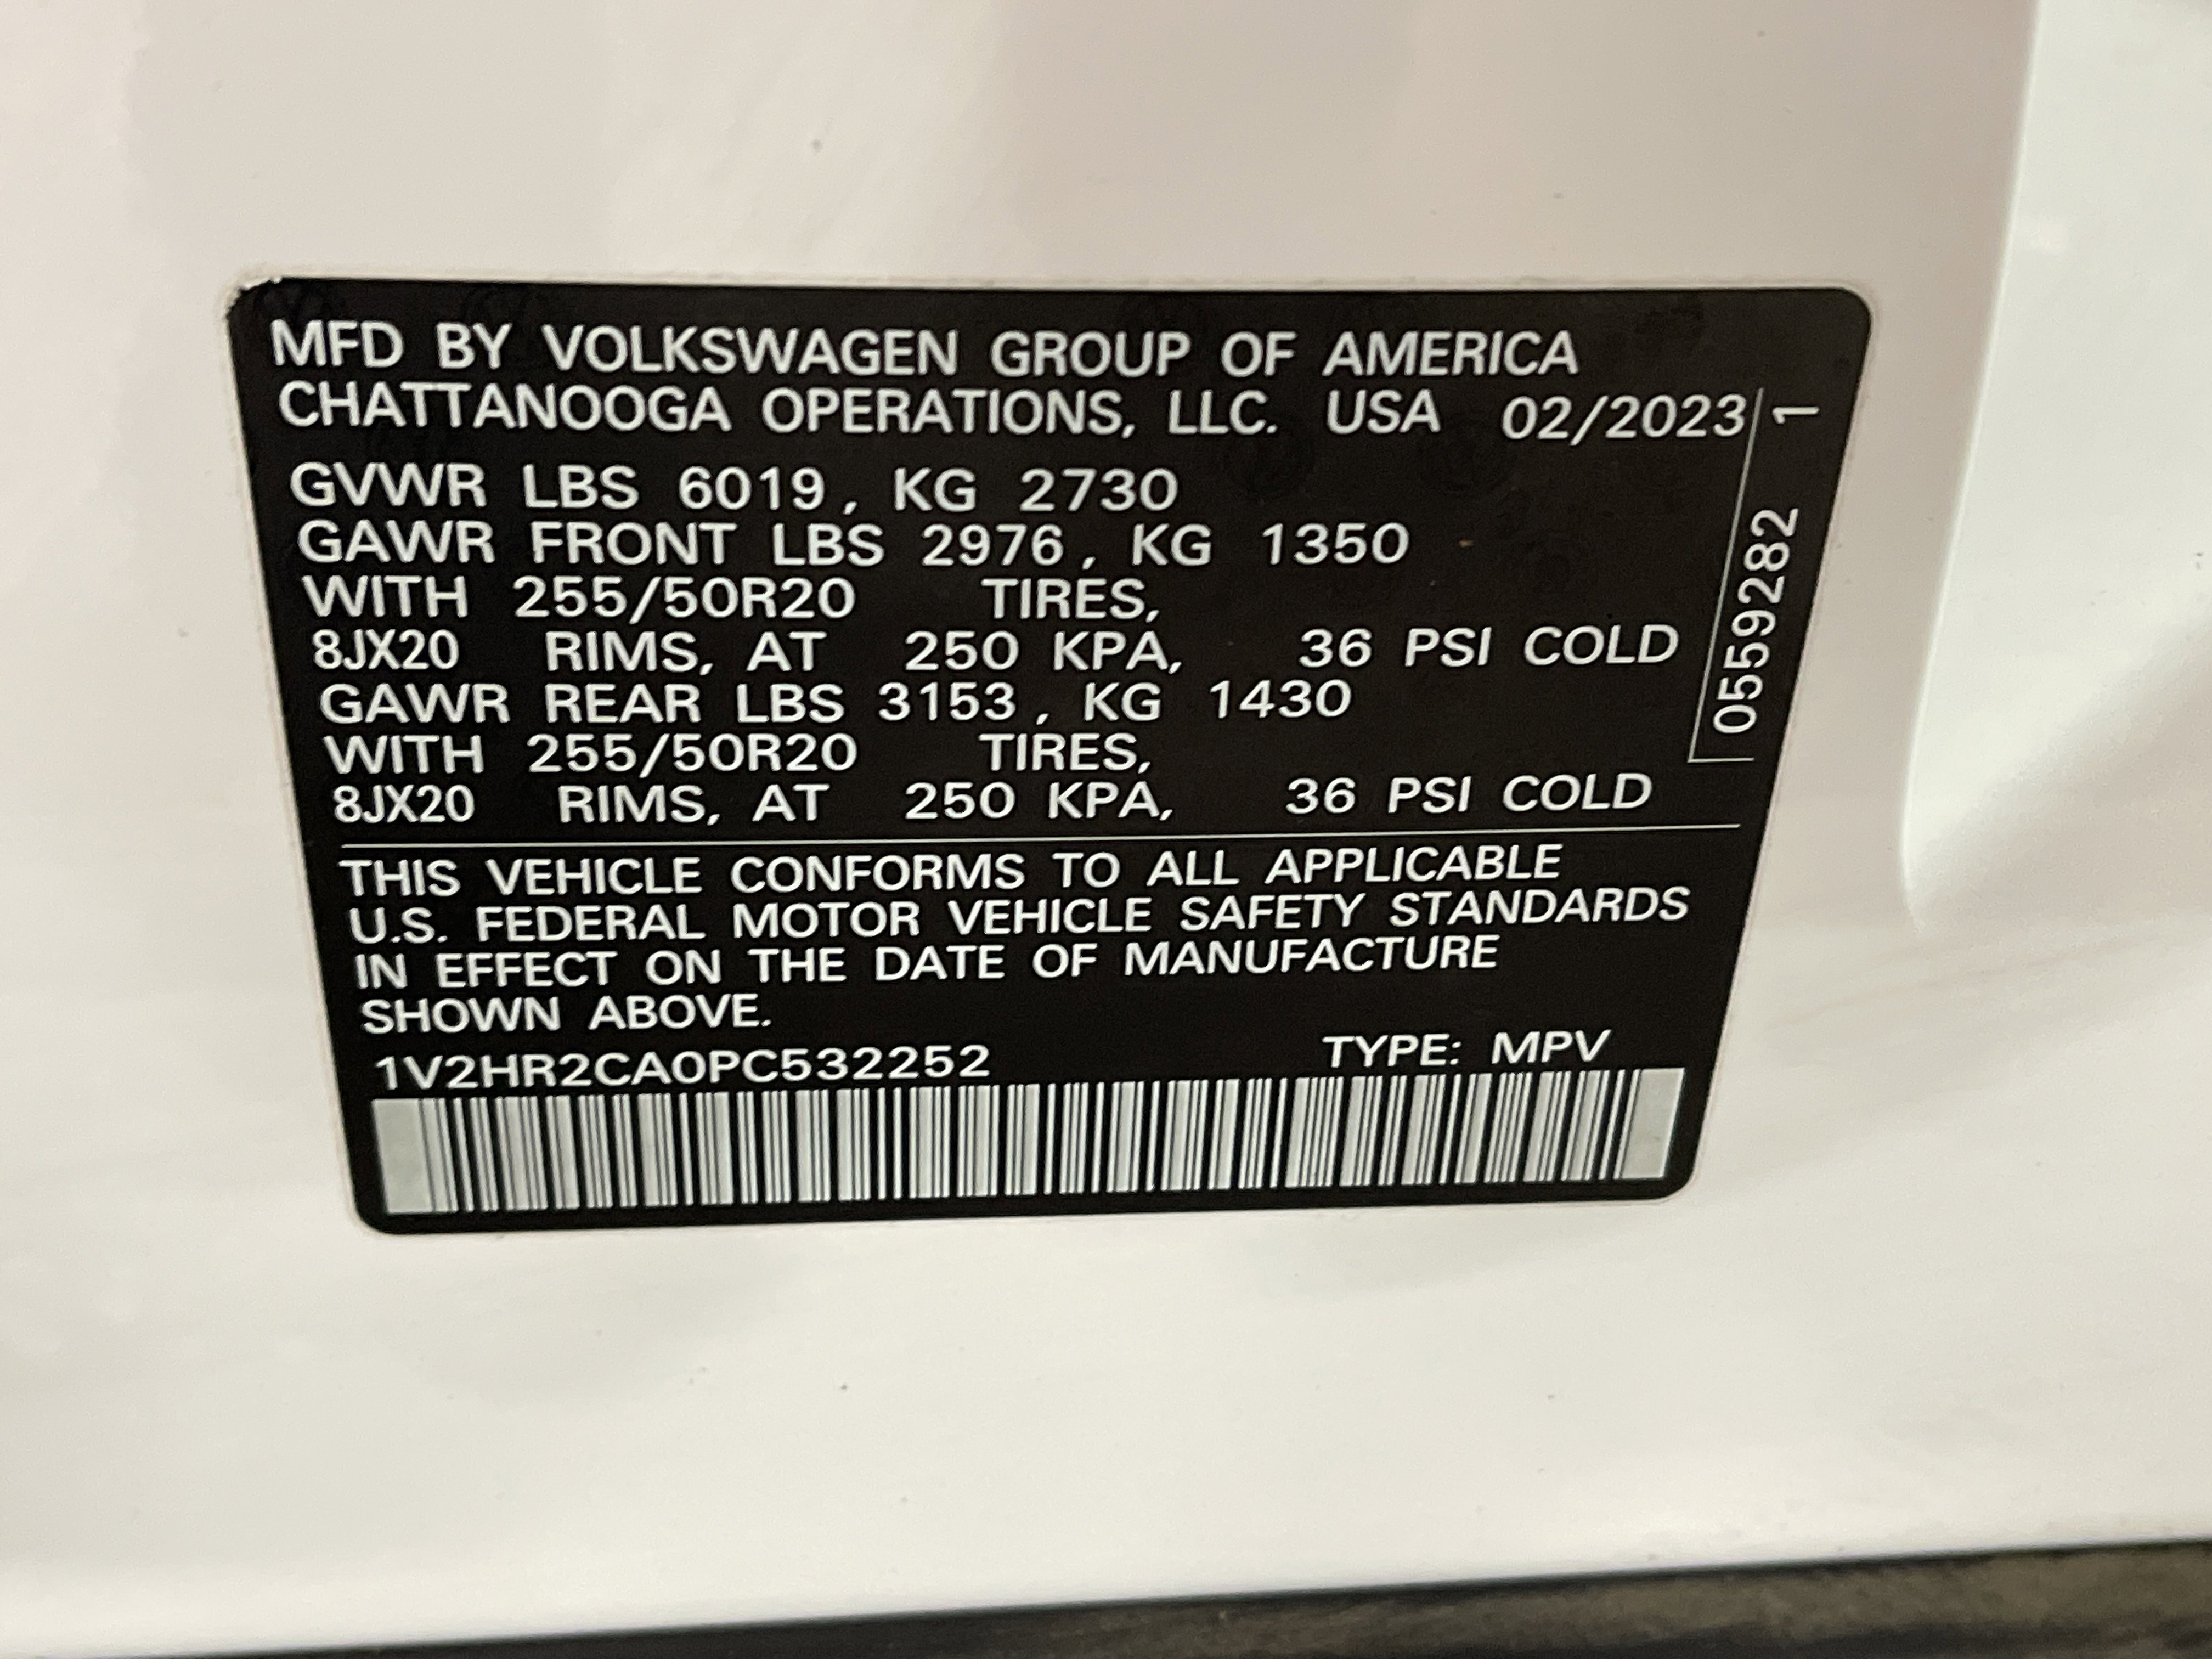 MFD BY VOLKSWAGEN GROUP OF AMERICA
CHATTANOOGA OPERATIONS, LLC. USA 02/2023
GVWR LBS 6019, KG 2730
GAWR FRONT LBS 2976, KG 1350
WITH 255/50R20 TIRES,
8JX20 RIMS, AT 250 KPA, 36 PSI COLD
GAWR REAR LBS 3153, KG 1430
WITH 255/50R20 TIRES,
8JX20 RIMS, AT 250 KPA, 36 PSI COLD
THIS VEHICLE CONFORMS TO ALL APPLICABLE
U.S. FEDERAL MOTOR VEHICLE SAFETY STANDARDS
IN EFFECT ON THE DATE OF MANUFACTURE
SHOWN ABOVE.
1V2HR2CA0PC532252 TYPE: MPV
0559282 1